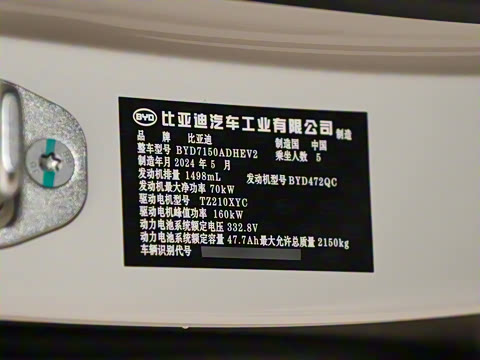 BYD 比亚迪汽车工业有限公司 制造
品 牌 比亚迪 制造国 中国
整车型号 BYD7150ADHEV2 乘坐人数 5
制造年月 2024 年 5 月
发动机排量 1498mL 发动机型号 BYD472QC
发动机最大净功率 70kW
驱动电机型号 TZ210XYC
驱动电机峰值功率 160kW
动力电池系统额定电压 332.8V
动力电池系统额定容量 47.7Ah 最大允许总质量 2150kg
车辆识别代号